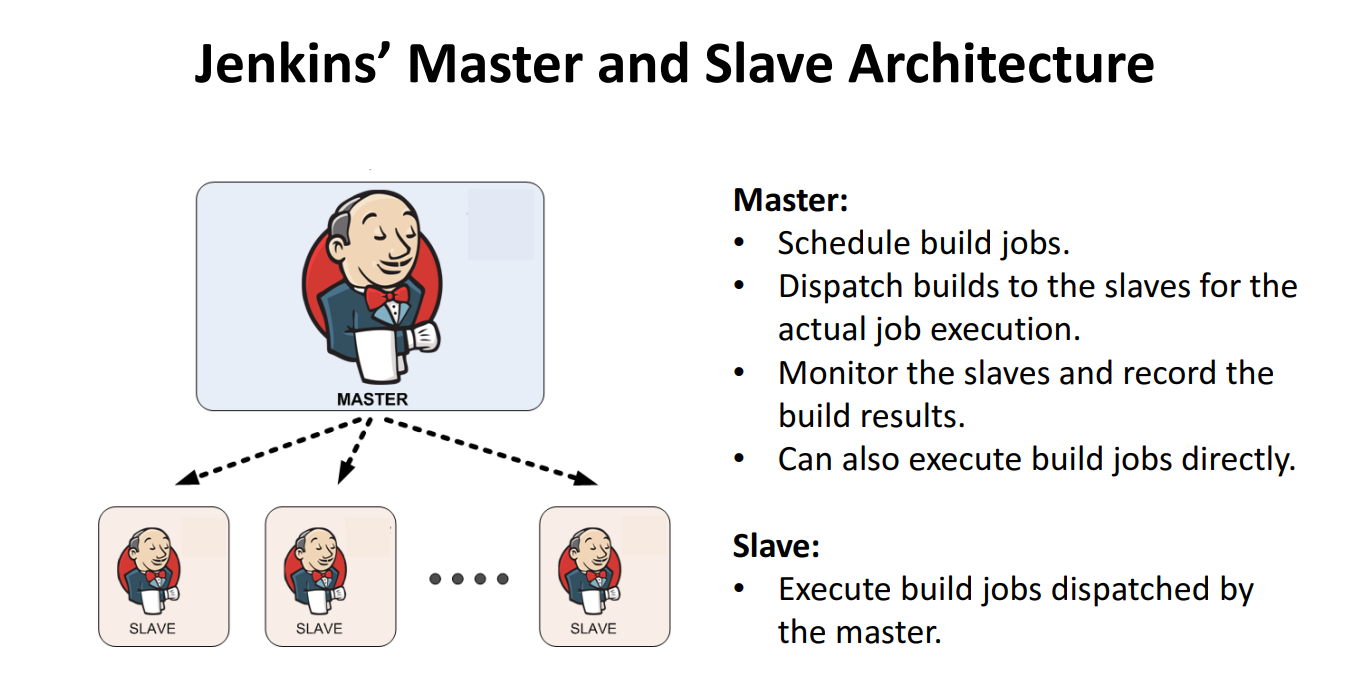 Jenkins’ Master and Slave Architecture
MASTER
SLAVE
SLAVE
SLAVE
Master:
• Schedule build jobs.
• Dispatch builds to the slaves for the
actual job execution.
• Monitor the slaves and record the
build results.
• Can also execute build jobs directly.
Slave:
• Execute build jobs dispatched by
the master.